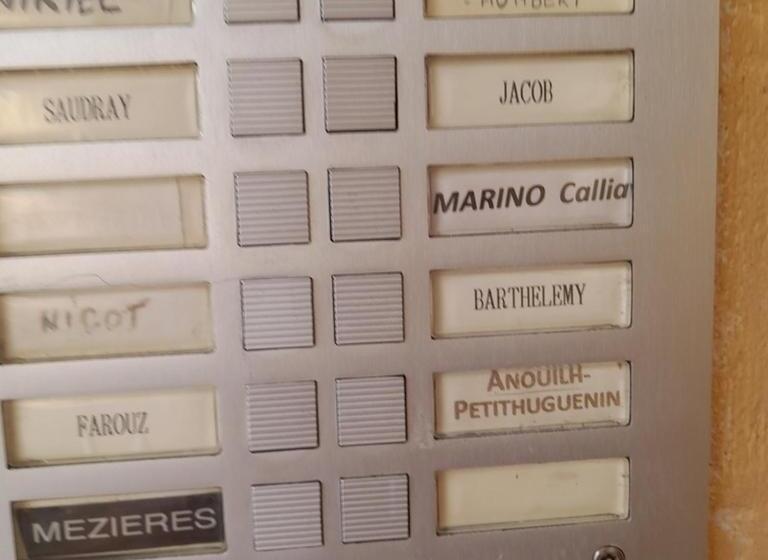 SAUDRAY
JACOB
MARINO Callia
NICOT
BARTHELEMY
FAROUZ
ANOUILH-
PETITHUGUENIN
MEZIERES